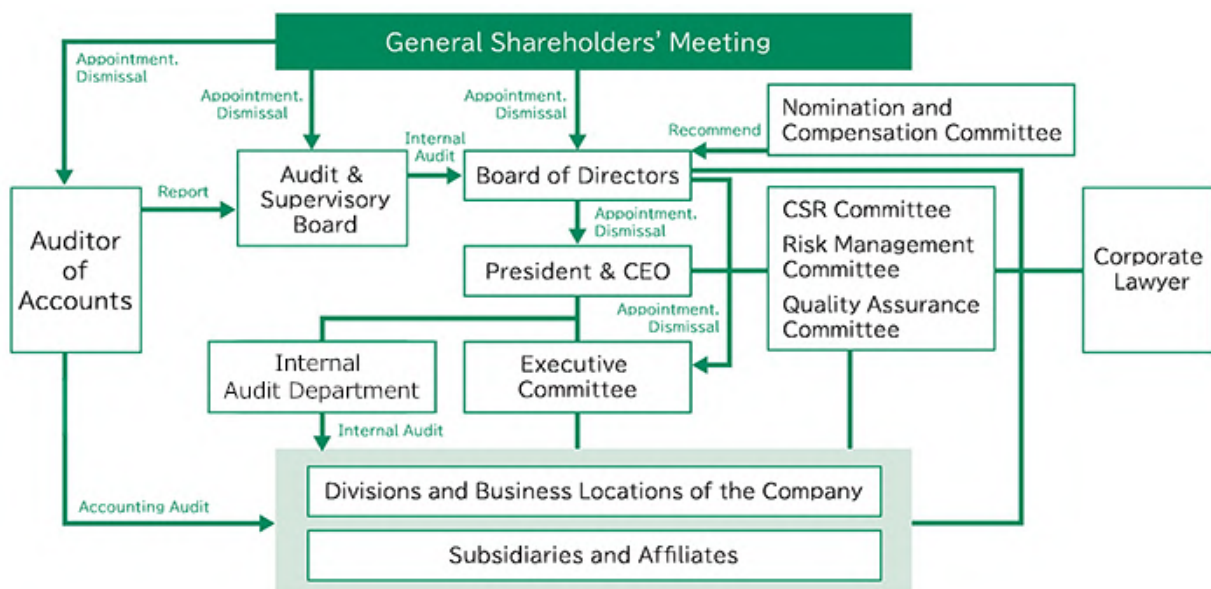 General Shareholders' Meeting
Appointment,
Dismissal
Appointment,
Dismissal
Appointment,
Dismissal
Nomination and
Compensation Committee
Recommend
Internal
Audit
Audit &
Supervisory
Board
Board of Directors
Report
Auditor
of
Accounts
Appointment,
Dismissal
CSR Committee
Risk Management
Committee
Quality Assurance
Committee
Corporate
Lawyer
President & CEO
Appointment,
Dismissal
Internal
Audit Department
Executive
Committee
Internal Audit
Divisions and Business Locations of the Company
Accounting Audit
Subsidiaries and Affiliates